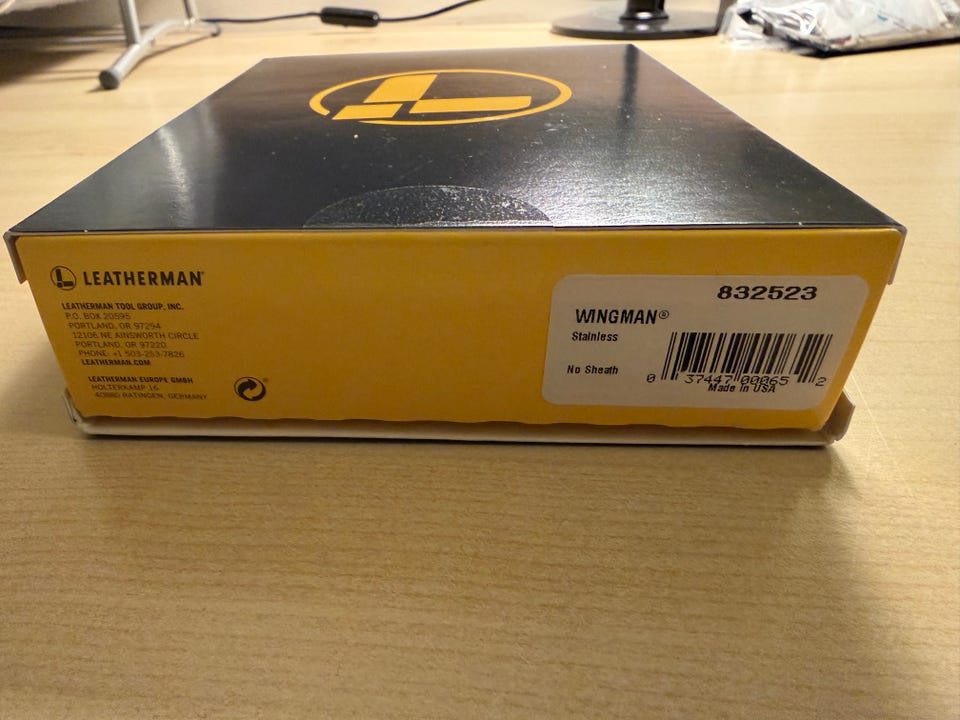 LEATHERMAN®
LEATHERMAN TOOL GROUP, INC.
P.O. BOX 20595
PORTLAND, OR 97294
12106 NE AINSWORTH CIRCLE
PORTLAND, OR 97220
PHONE: +1 503-253-7826
LEATHERMAN.COM
LEATHERMAN EUROPE GMBH
HOLTERKAMP 16
40880 RATINGEN, GERMANY
832523
WINGMAN®
Stainless
No Sheath
0 37447 00065 2
Made in USA